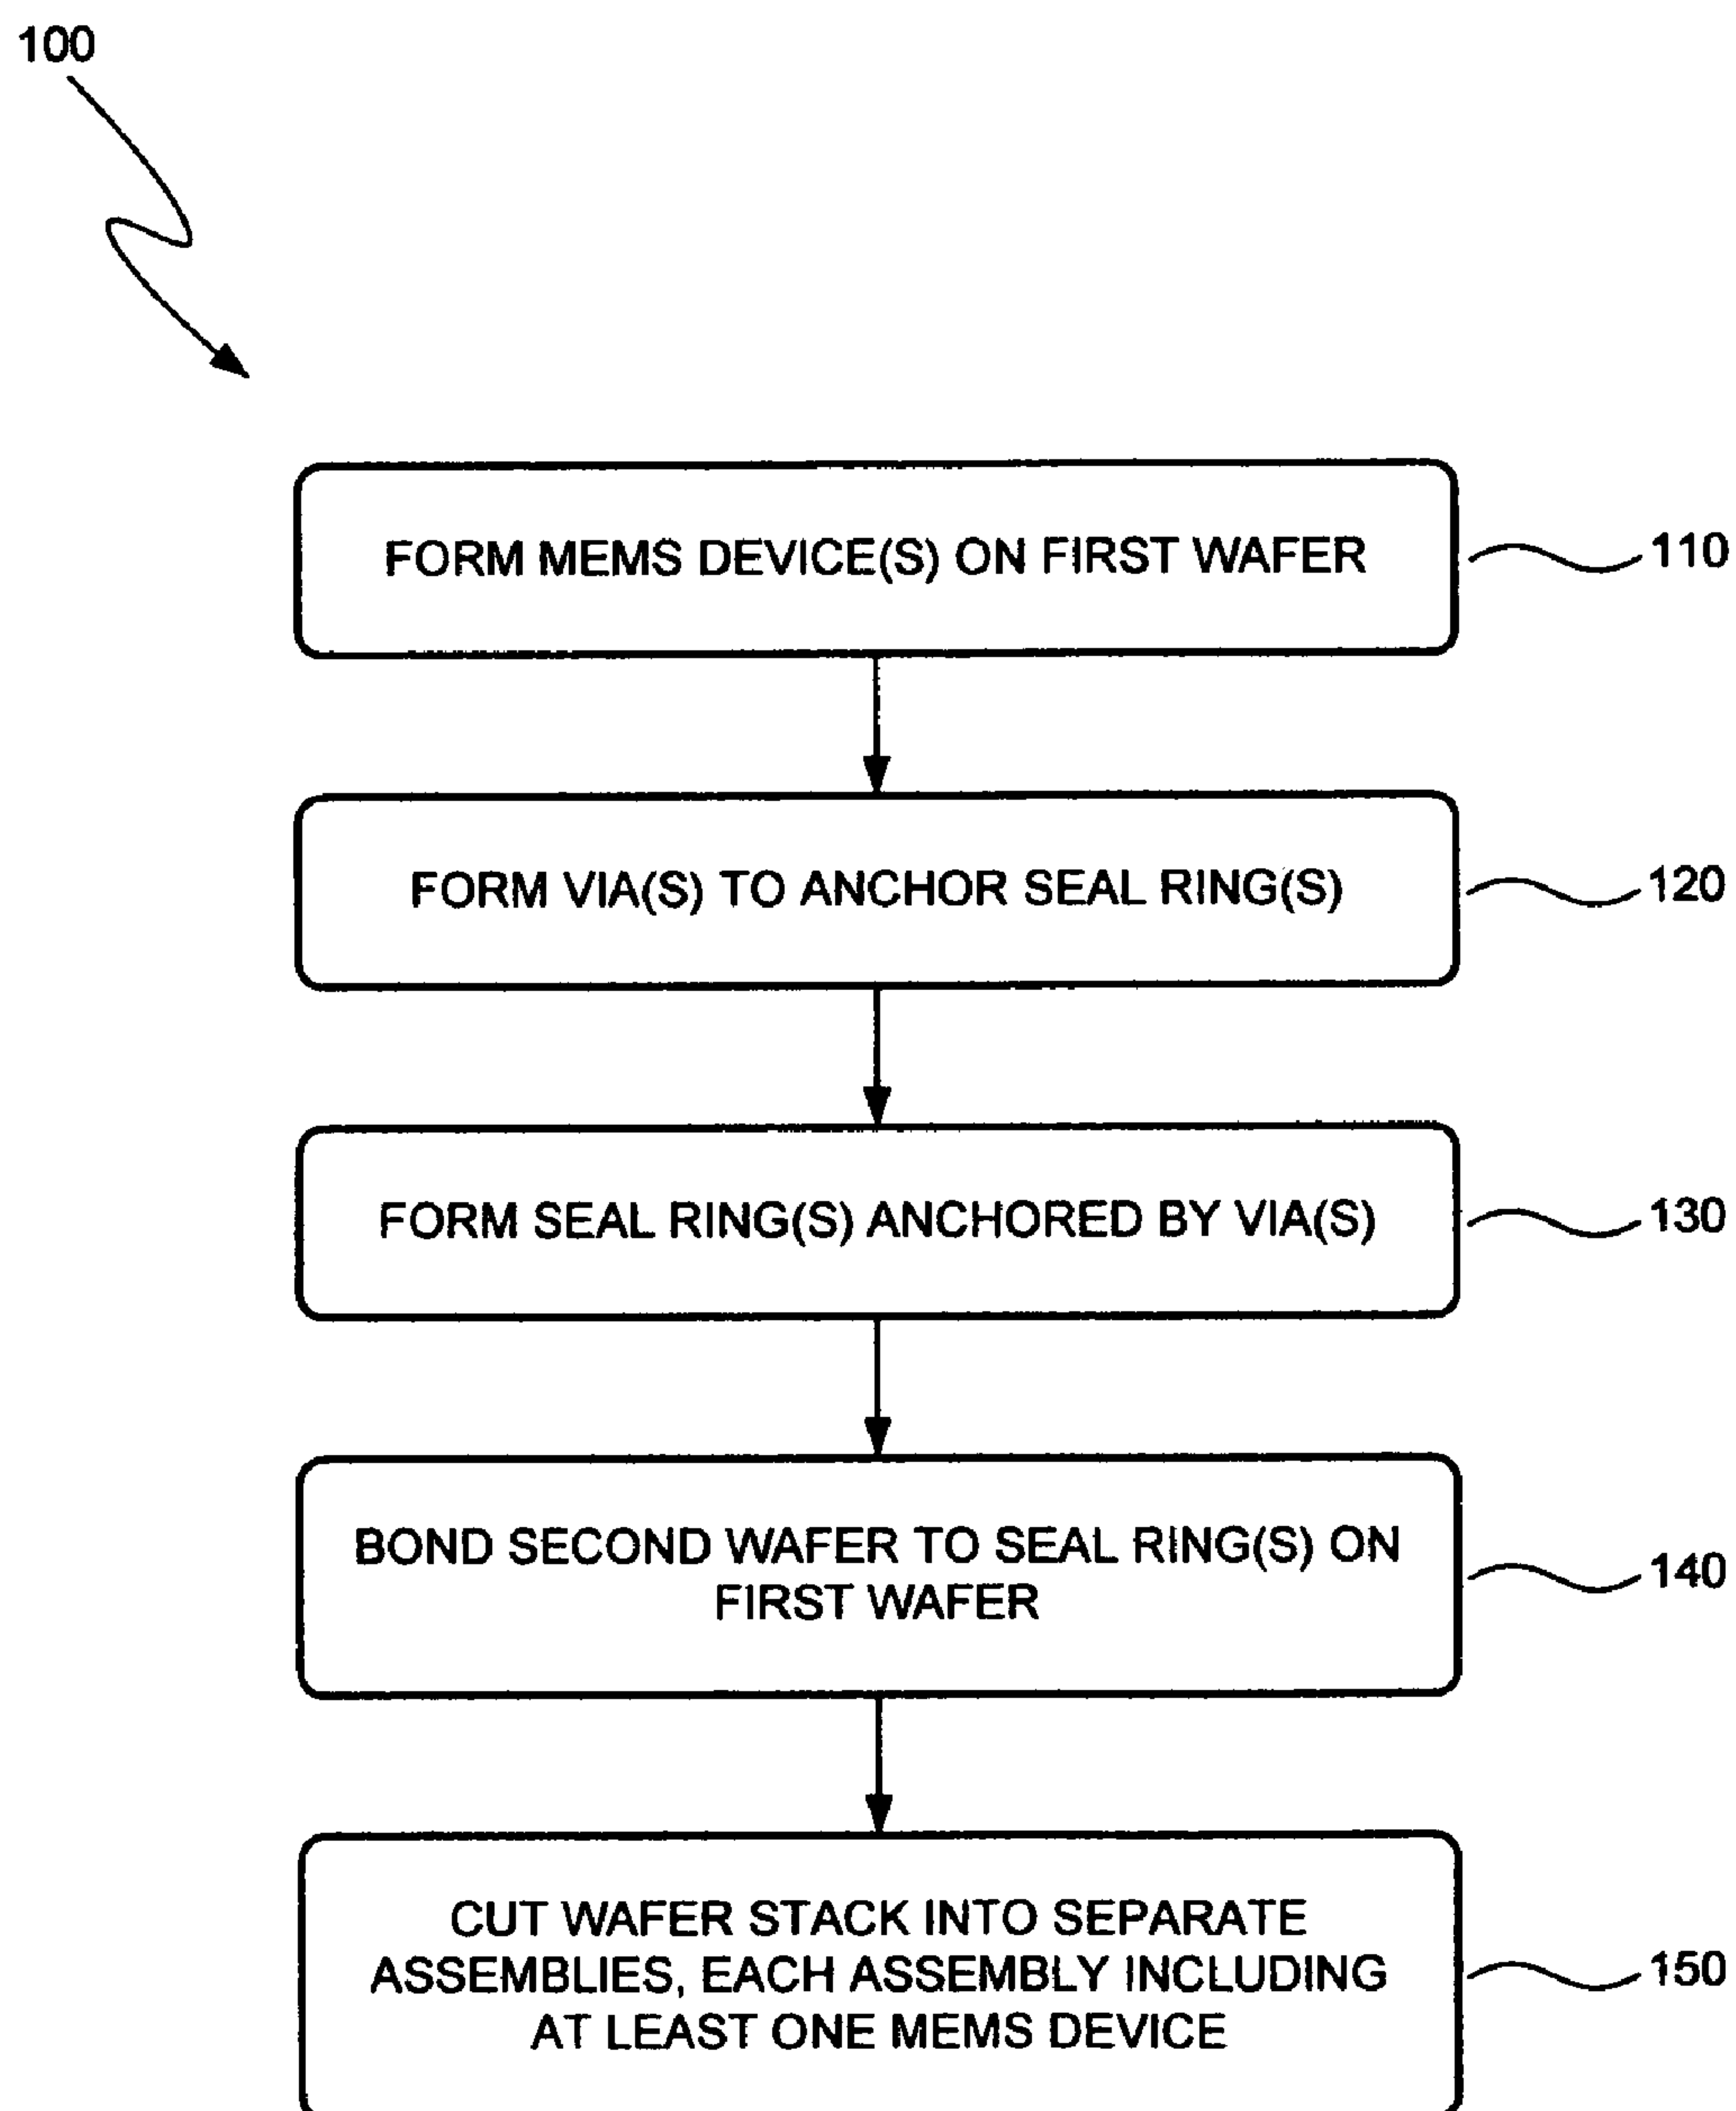 100
FORM MEMS DEVICE(S) ON FIRST WAFER
110
FORM VIA(S) TO ANCHOR SEAL RING(S)
120
FORM SEAL RING(S) ANCHORED BY VIA(S)
130
BOND SECOND WAFER TO SEAL RING(S) ON
FIRST WAFER
140
CUT WAFER STACK INTO SEPARATE
ASSEMBLIES, EACH ASSEMBLY INCLUDING
AT LEAST ONE MEMS DEVICE
150